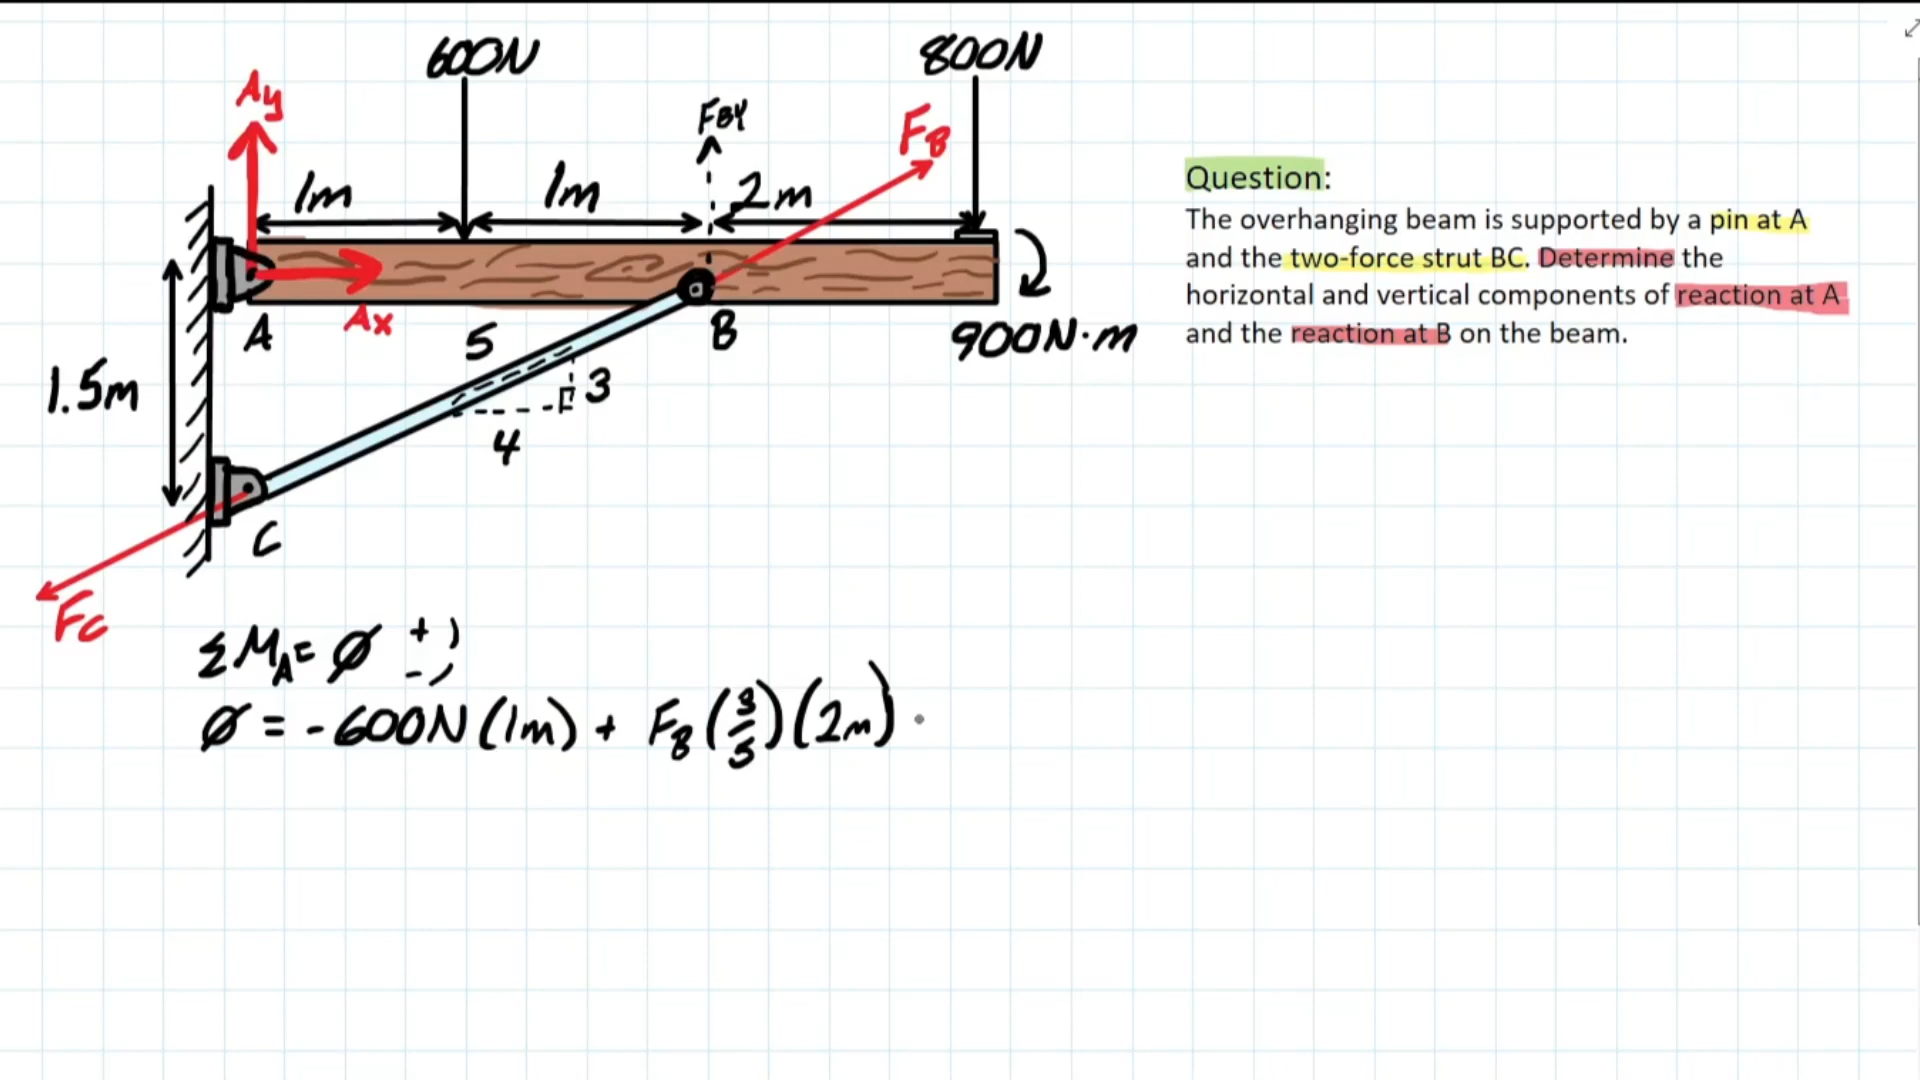 600N
800N
Ay
FBY
FB
1m
1m
2m
Question:
The overhanging beam is supported by a pin at A
and the two-force strut BC. Determine the
horizontal and vertical components of reaction at A
and the reaction at B on the beam.
A
Ax
5
B
900N·m
1.5m
3
4
C
FC
ΣMA = Ø + ) - )
Ø = -600N (1m) + FB (3/5) (2m)